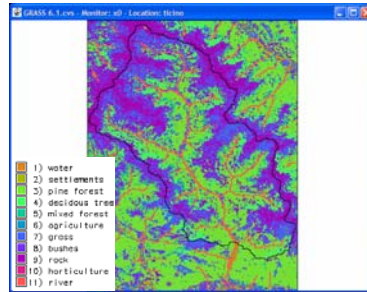 GRASS 6.1.cvs - Monitor: x0 - Location: ticino
1) water
2) settlements
3) pine forest
4) decidous tree
5) mixed forest
6) agriculture
7) grass
8) bushes
9) rock
10) horticulture
11) river